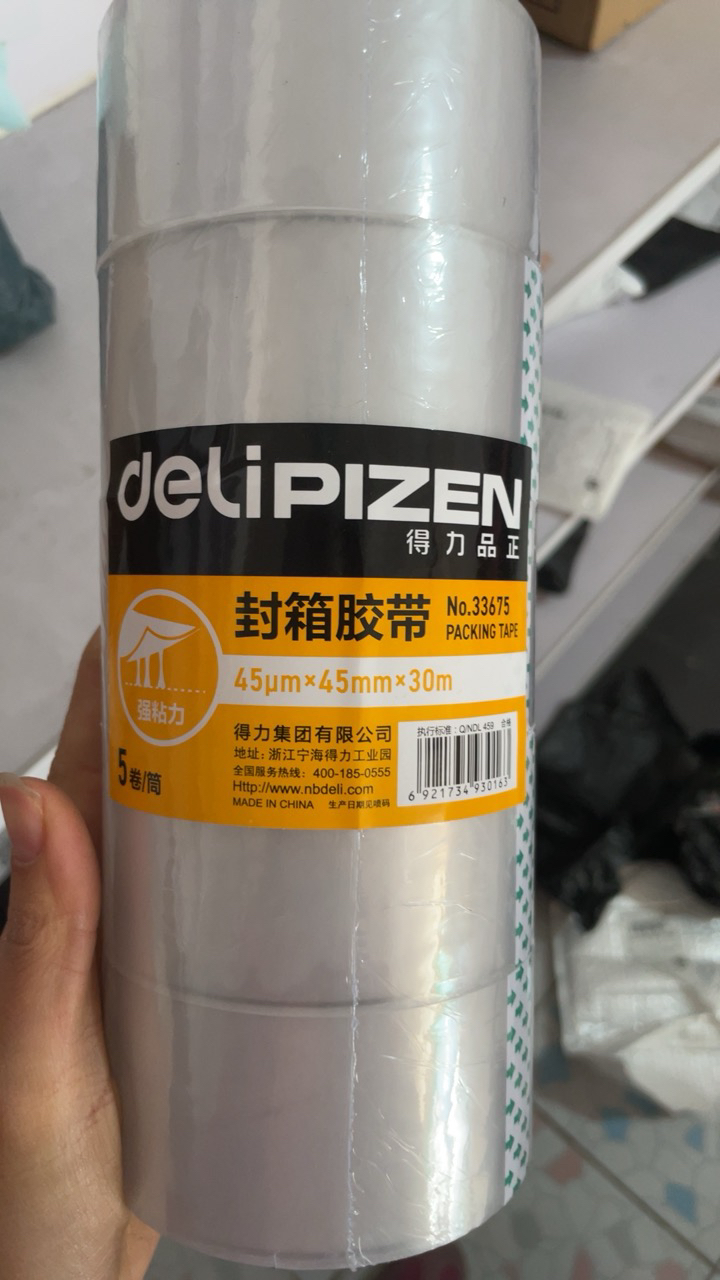 deli PIZEN
得力品正
封箱胶带
No.33675
PACKING TAPE
45μm×45mm×30m
强粘力
5卷/筒
得力集团有限公司
地址：浙江宁海得力工业园
全国服务热线：400-185-0555
Http://www.nbdeli.com
MADE IN CHINA 生产日期见喷码
执行标准：Q/NDL 459 合格
6 921734 930163